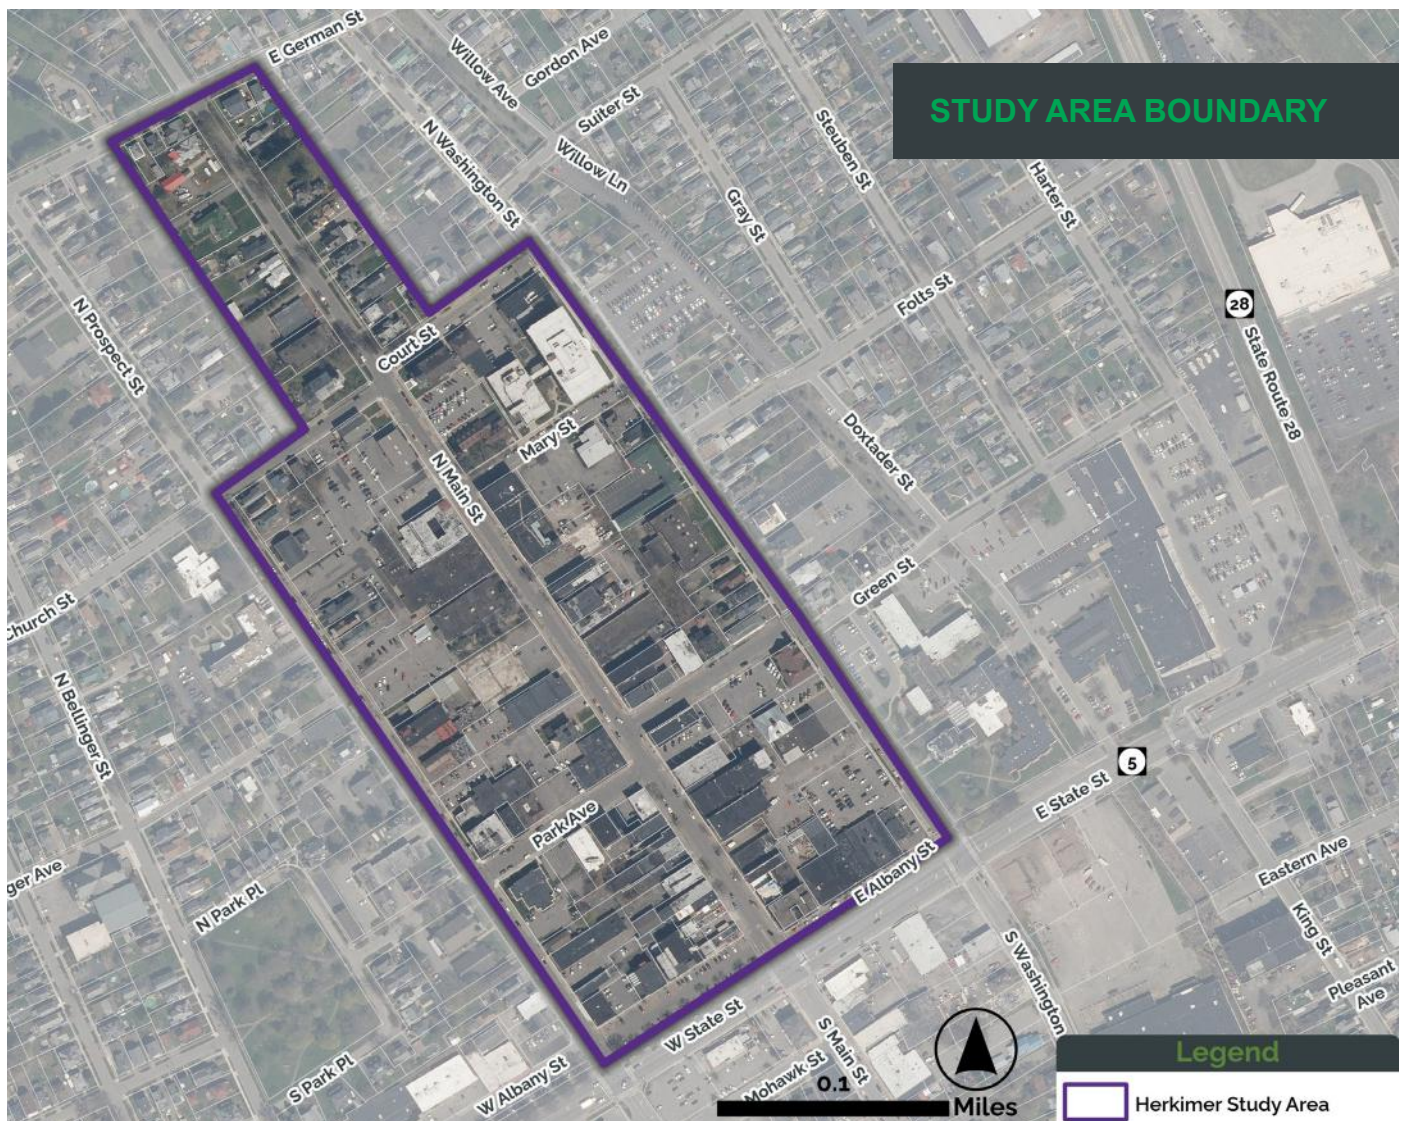 E German St
Willow Ave
Gordon Ave
STUDY AREA BOUNDARY
Suiter St
N Washington St
Steuben St
Willow Ln
Harter St
Gray St
Folts St
28
N Prospect St
Court St
State Route 28
Mary St
Doxtader St
N Main St
Green St
Church St
N Bellinger St
5
E State St
Park Ave
E Albany St
Eastern Ave
ger Ave
N Park Pl
King St
S Washington
Pleasant
Ave
W State St
S Main St
Mohawk St
S Park Pl
W Albany St
0.1
Miles
Legend
Herkimer Study Area